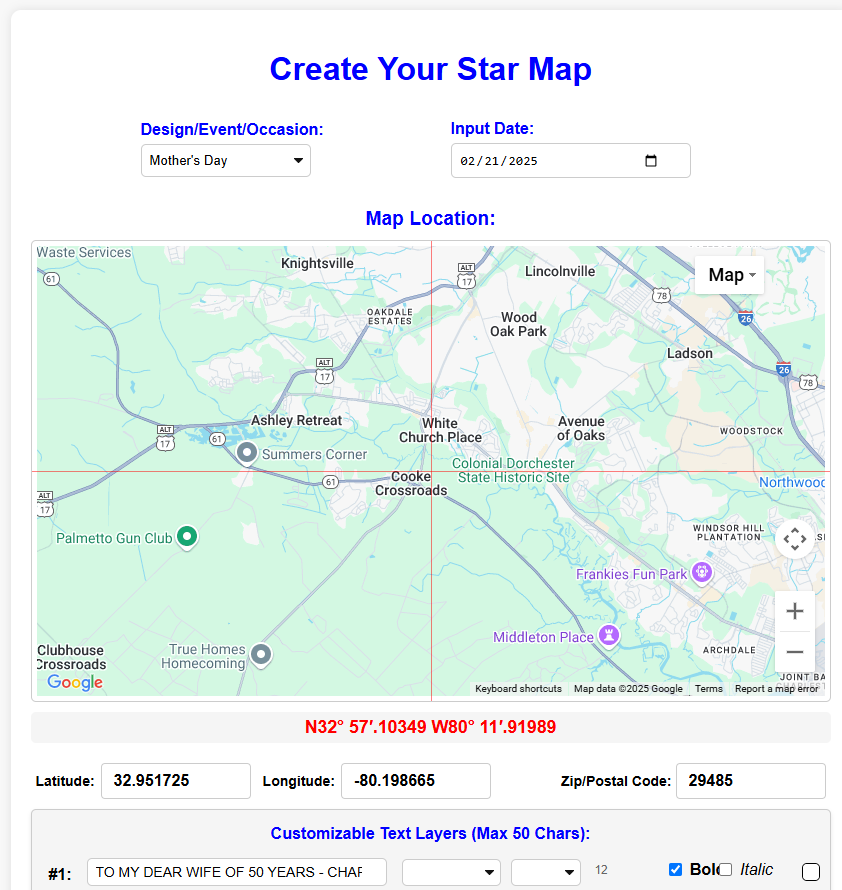 Create Your Star Map
Design/Event/Occasion:
Input Date:
Mother's Day
02/21/2025
Map Location:
Waste Services
61
Knightsville
ALT
17
Lincolnville
Map
78
OAKDALE
ESTATES
Wood
Oak Park
26
Ladson
ALT
17
26
78
Ashley Retreat
White
Church Place
Avenue
of Oaks
WOODSTOCK
ALT
17
61
Summers Corner
Colonial Dorchester
State Historic Site
Cooke
Crossroads
61
Northwood
ALT
17
Palmetto Gun Club
WINDSOR HILL
PLANTATION
Frankies Fun Park
Middleton Place
Clubhouse
Crossroads
True Homes
Homecoming
ARCHDALE
JOINT BA
Google
Keyboard shortcuts
Map data ©2025 Google
Terms
Report a map error
N32° 57′.10349 W80° 11′.91989
Latitude:
32.951725
Longitude:
-80.198665
Zip/Postal Code:
29485
Customizable Text Layers (Max 50 Chars):
#1:
TO MY DEAR WIFE OF 50 YEARS - CHAR
12
Bold
Italic